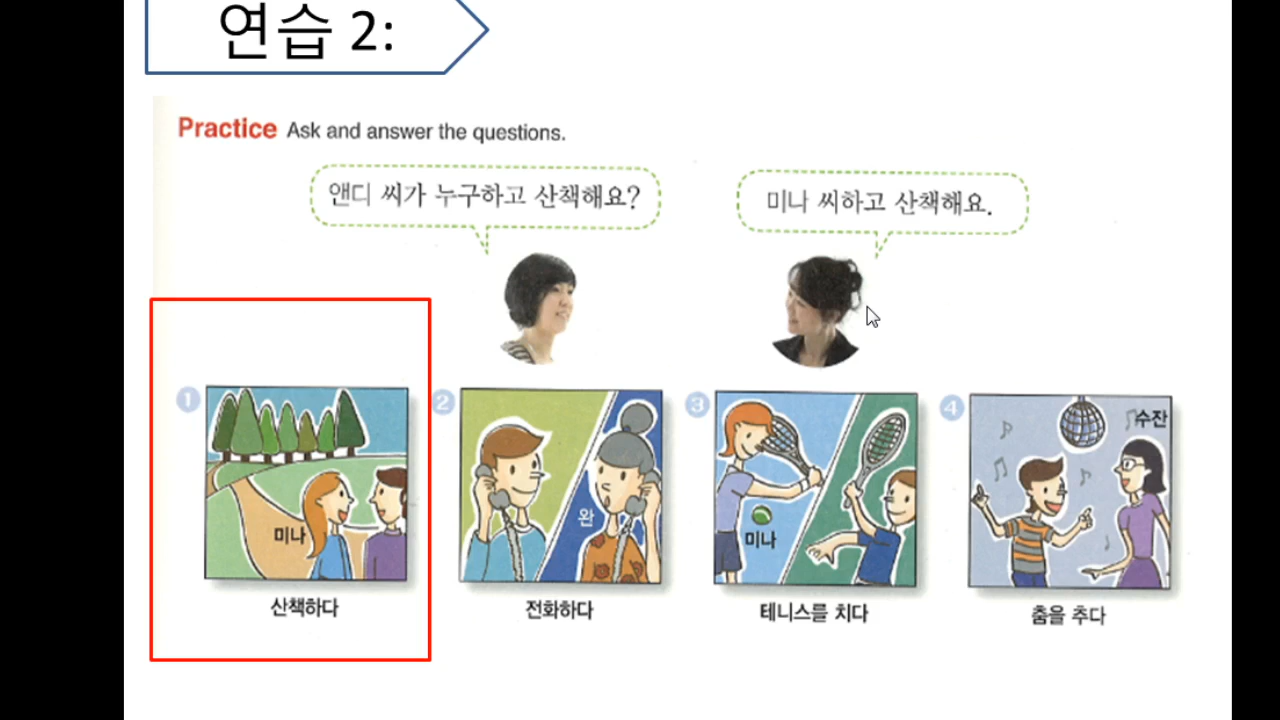 연습 2:
Practice Ask and answer the questions.
앤디 씨가 누구하고 산책해요?
미나 씨하고 산책해요.
1
미나
산책하다
2
완
전화하다
3
미나
테니스를 치다
4
수잔
춤을 추다